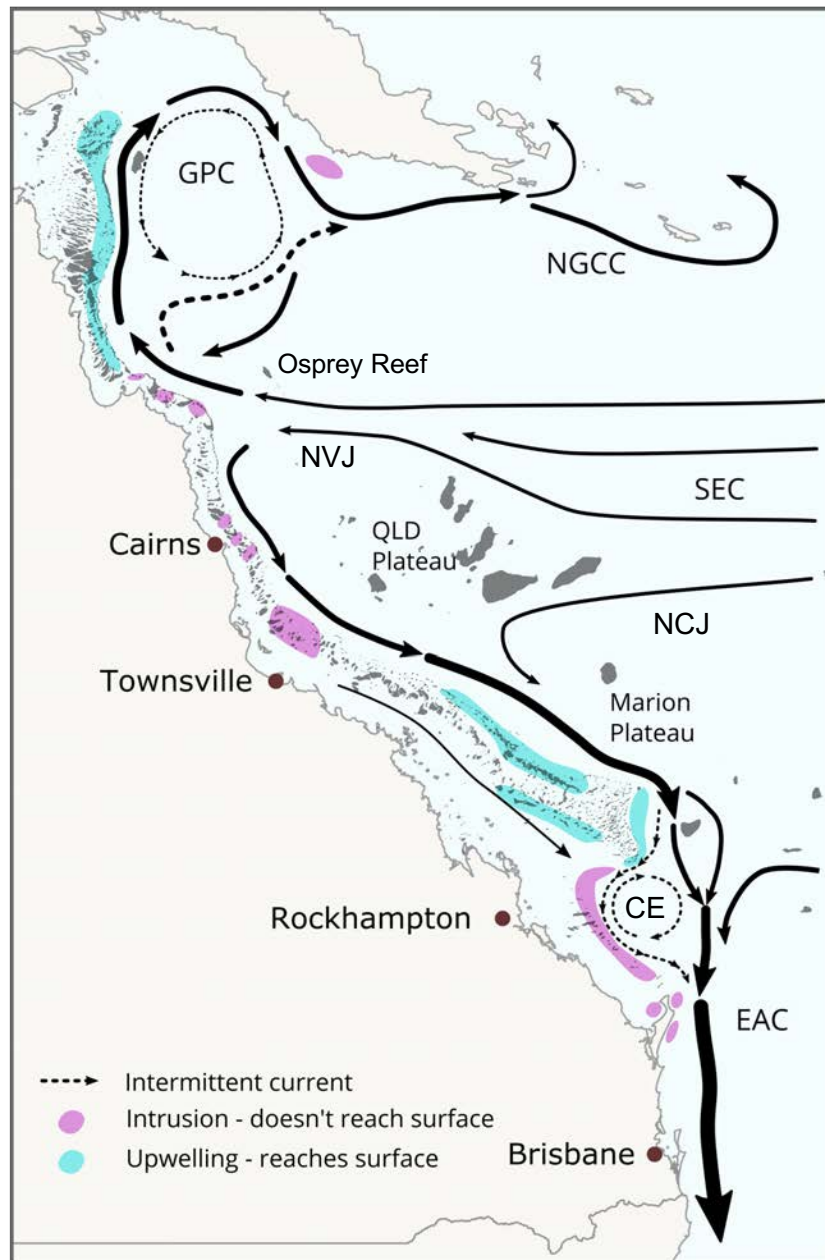 GPC
NGCC
Osprey Reef
NVJ
SEC
Cairns
QLD
Plateau
NCJ
Townsville
Marion
Plateau
Rockhampton
CE
EAC
Intermittent current
Intrusion - doesn't reach surface
Upwelling - reaches surface
Brisbane